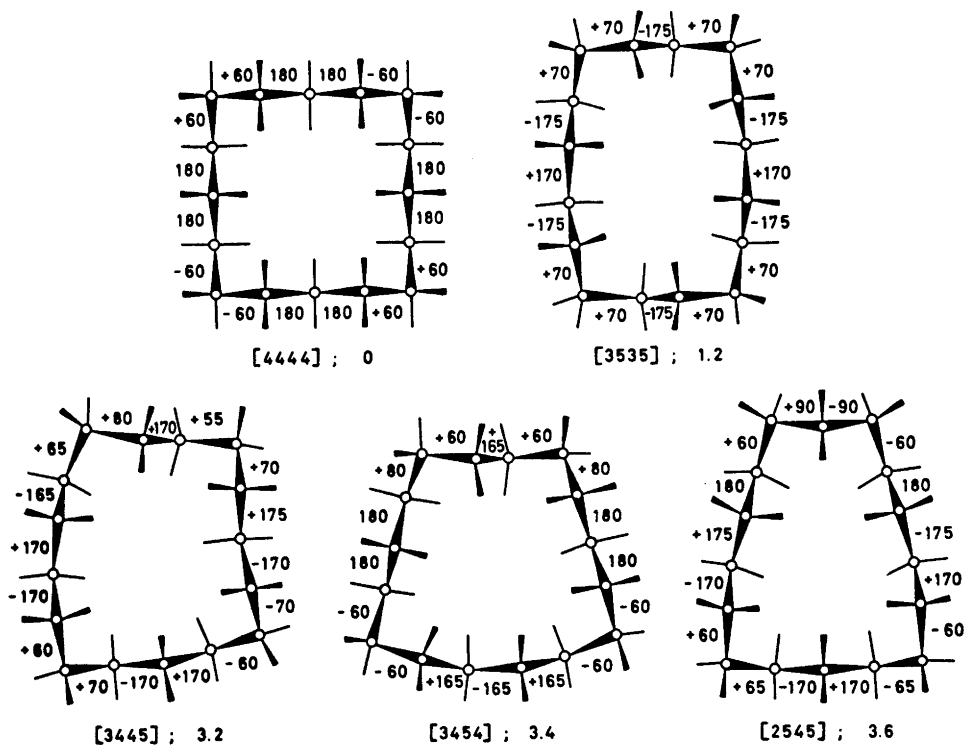 +60 180 180 -60
+60 -60
180 180
180 180
-60 +60
-60 180 180 +60
[4444] ; 0
+70 -175 +70
+70 +70
-175 -175
+170 +170
-175 -175
+70 +70
+70 -175 +70
[3535] ; 1.2
+80 +170 +55
+65 +70
-165 +175
+170 -170
-170 -70
+60
+70 -170 +170 -60
[3445] ; 3.2
+60 + 165 +60
+80 +80
180 180
180 180
-60 -60
-60 +165 -165 +165 -60
[3454] ; 3.4
+90 -90
+60 -60
180 180
+175 -175
-170 +170
+60 -60
+65 -170 +170 -65
[2545] ; 3.6